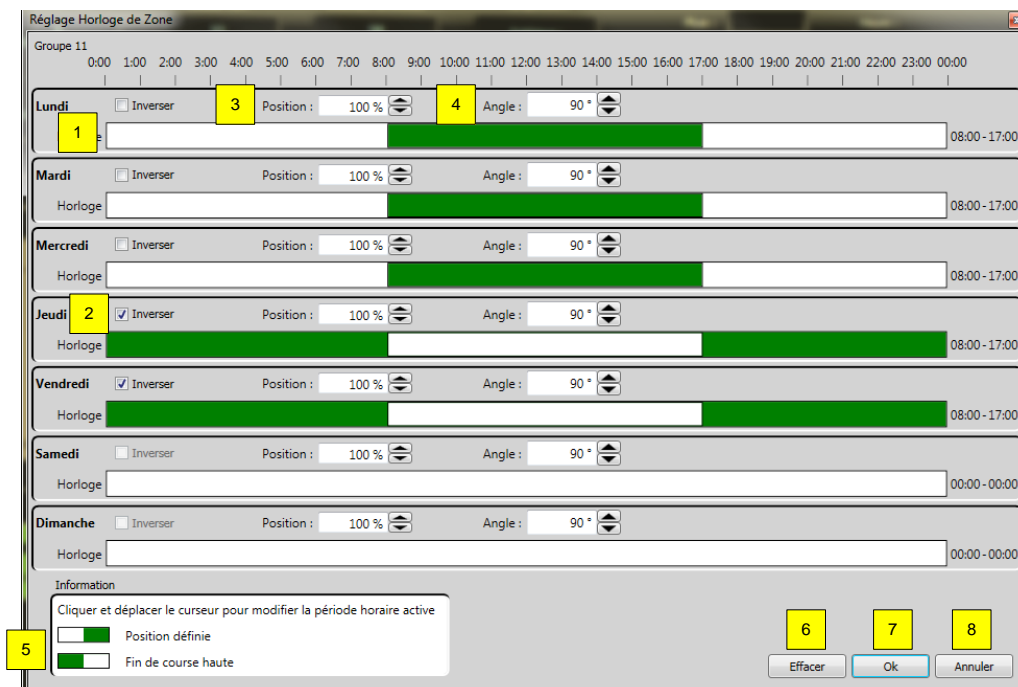 Réglage Horloge de Zone
Groupe 11
0:00 1:00 2:00 3:00 4:00 5:00 6:00 7:00 8:00 9:00 10:00 11:00 12:00 13:00 14:00 15:00 16:00 17:00 18:00 19:00 20:00 21:00 22:00 23:00 00:00
Lundi Inverser 3 Position : 100 % 4 Angle : 90 °
1 e 08:00-17:00
Mardi Inverser Position : 100 % Angle : 90 °
Horloge 08:00-17:00
Mercredi Inverser Position : 100 % Angle : 90 °
Horloge 08:00-17:00
Jeudi 2 Inverser Position : 100 % Angle : 90 °
Horloge 08:00-17:00
Vendredi Inverser Position : 100 % Angle : 90 °
Horloge 08:00-17:00
Samedi Inverser Position : 100 % Angle : 90 °
Horloge 00:00-00:00
Dimanche Inverser Position : 100 % Angle : 90 °
Horloge 00:00-00:00
Information
Cliquer et déplacer le curseur pour modifier la période horaire active
Position définie
5 Fin de course haute
6 7 8
Effacer Ok Annuler